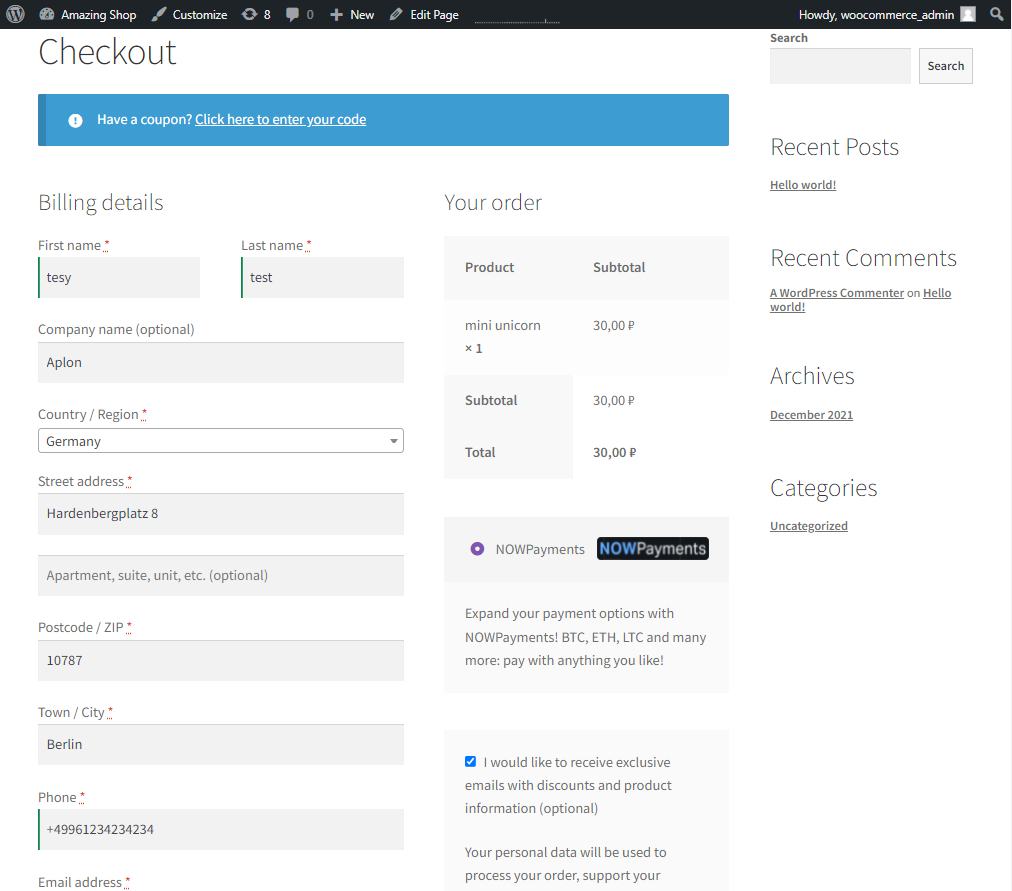 Amazing Shop Customize 8 0 New Edit Page Howdy, woocommerce_admin
Checkout
Have a coupon? Click here to enter your code
Billing details
First name *
Last name *
tesy
test
Company name (optional)
Aplon
Country / Region *
Germany
Street address *
Hardenbergplatz 8
Apartment, suite, unit, etc. (optional)
Postcode / ZIP *
10787
Town / City *
Berlin
Phone *
+49961234234234
Email address *
Your order
Product Subtotal
mini unicorn 30,00 ₽
× 1
Subtotal 30,00 ₽
Total 30,00 ₽
NOWPayments NOWPayments
Expand your payment options with
NOWPayments! BTC, ETH, LTC and many
more: pay with anything you like!
I would like to receive exclusive
emails with discounts and product
information (optional)
Your personal data will be used to
process your order, support your
Search
Search
Recent Posts
Hello world!
Recent Comments
A WordPress Commenter on Hello
world!
Archives
December 2021
Categories
Uncategorized